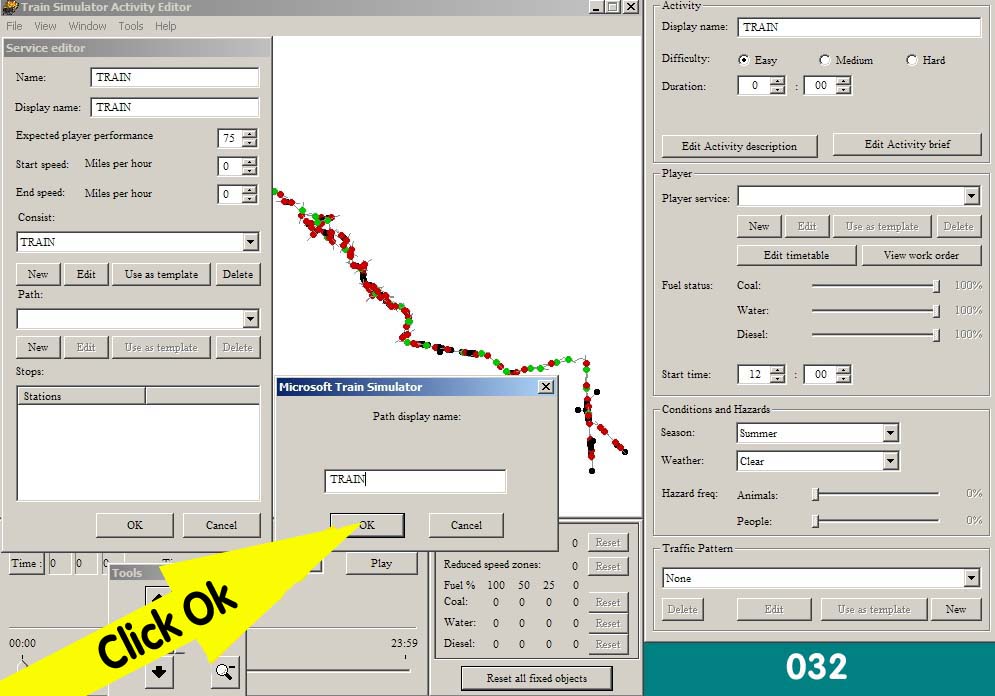 Train Simulator Activity Editor
File View Window Tools Help
Service editor
Name: TRAIN
Display name: TRAIN
Expected player performance 75
Start speed: Miles per hour 0
End speed: Miles per hour 0
Consist:
TRAIN
New Edit Use as template Delete
Path:
New Edit Use as template Delete
Stops:
Stations
OK Cancel
Microsoft Train Simulator
Path display name:
TRAIN
OK Cancel
Time : 0 0 0
Play
Tools
00:00 23:59
Click Ok
0 Reset
Reduced speed zones: 0 Reset
Fuel % 100 50 25 0
Coal: 0 0 0 0 Reset
Water: 0 0 0 0 Reset
Diesel: 0 0 0 0 Reset
Reset all fixed objects
Activity
Display name: TRAIN
Difficulty: Easy Medium Hard
Duration: 0 : 00
Edit Activity description Edit Activity brief
Player
Player service:
New Edit Use as template Delete
Edit timetable View work order
Fuel status: Coal: 100%
Water: 100%
Diesel: 100%
Start time: 12 : 00
Conditions and Hazards
Season: Summer
Weather: Clear
Hazard freq: Animals: 0%
People: 0%
Traffic Pattern
None
Delete Edit Use as template New
032